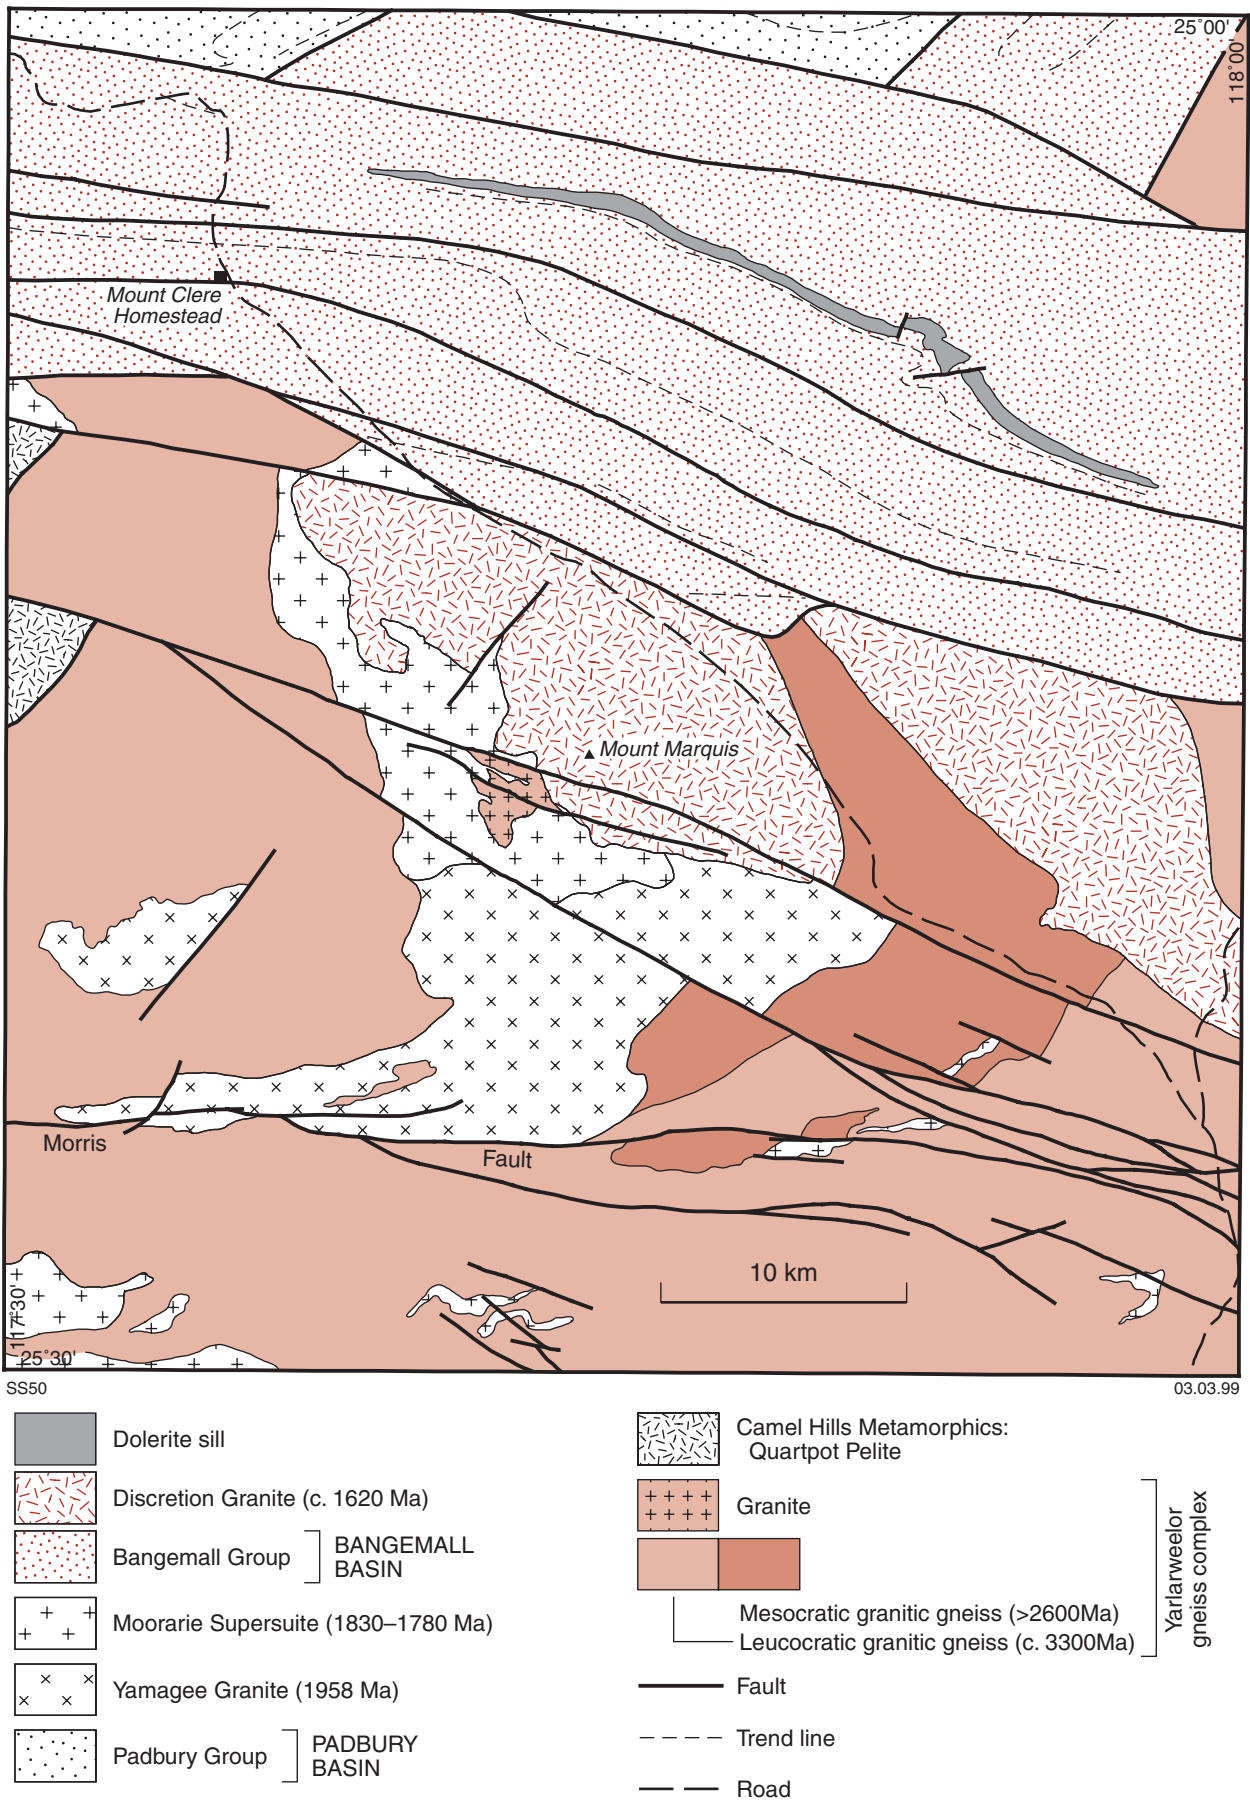 25°00'
118°00'
Mount Clere
Homestead
Mount Marquis
Morris
Fault
10 km
117°30'
25°30'
SS50
03.03.99
Dolerite sill
Discretion Granite (c. 1620 Ma)
Bangemall Group
BANGEMALL
BASIN
Moorarie Supersuite (1830–1780 Ma)
Yamagee Granite (1958 Ma)
Padbury Group
PADBURY
BASIN
Camel Hills Metamorphics:
Quartpot Pelite
Granite
Mesocratic granitic gneiss (>2600Ma)
Leucocratic granitic gneiss (c. 3300Ma)
Yarlarweelor
gneiss complex
Fault
Trend line
Road